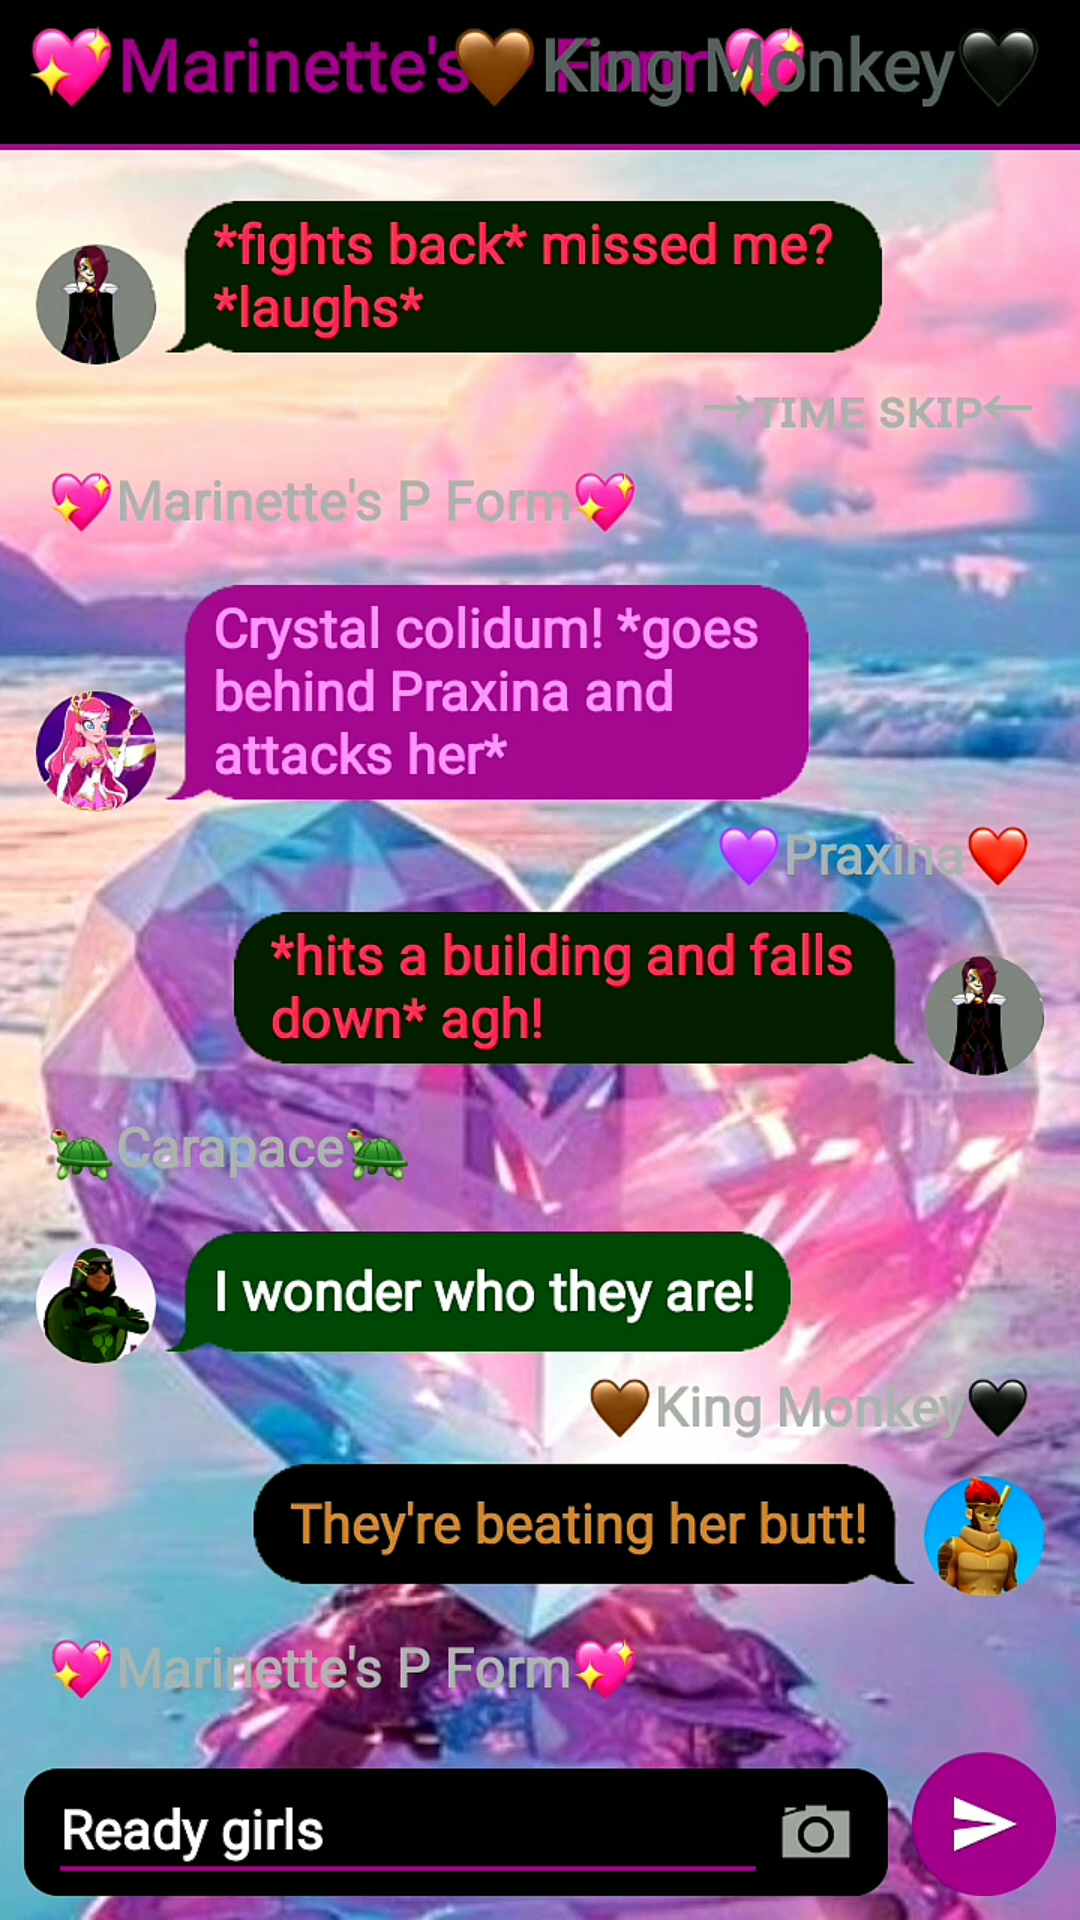 💖Marinette's P Form💖
🤎King Monkey🖤
*fights back* missed me?
*laughs*
→TIME SKIP←
💖Marinette's P Form💖
Crystal colidum! *goes
behind Praxina and
attacks her*
💜Praxina❤️
*hits a building and falls
down* agh!
🐢Carapace🐢
I wonder who they are!
🤎King Monkey🖤
They're beating her butt!
💖Marinette's P Form💖
Ready girls